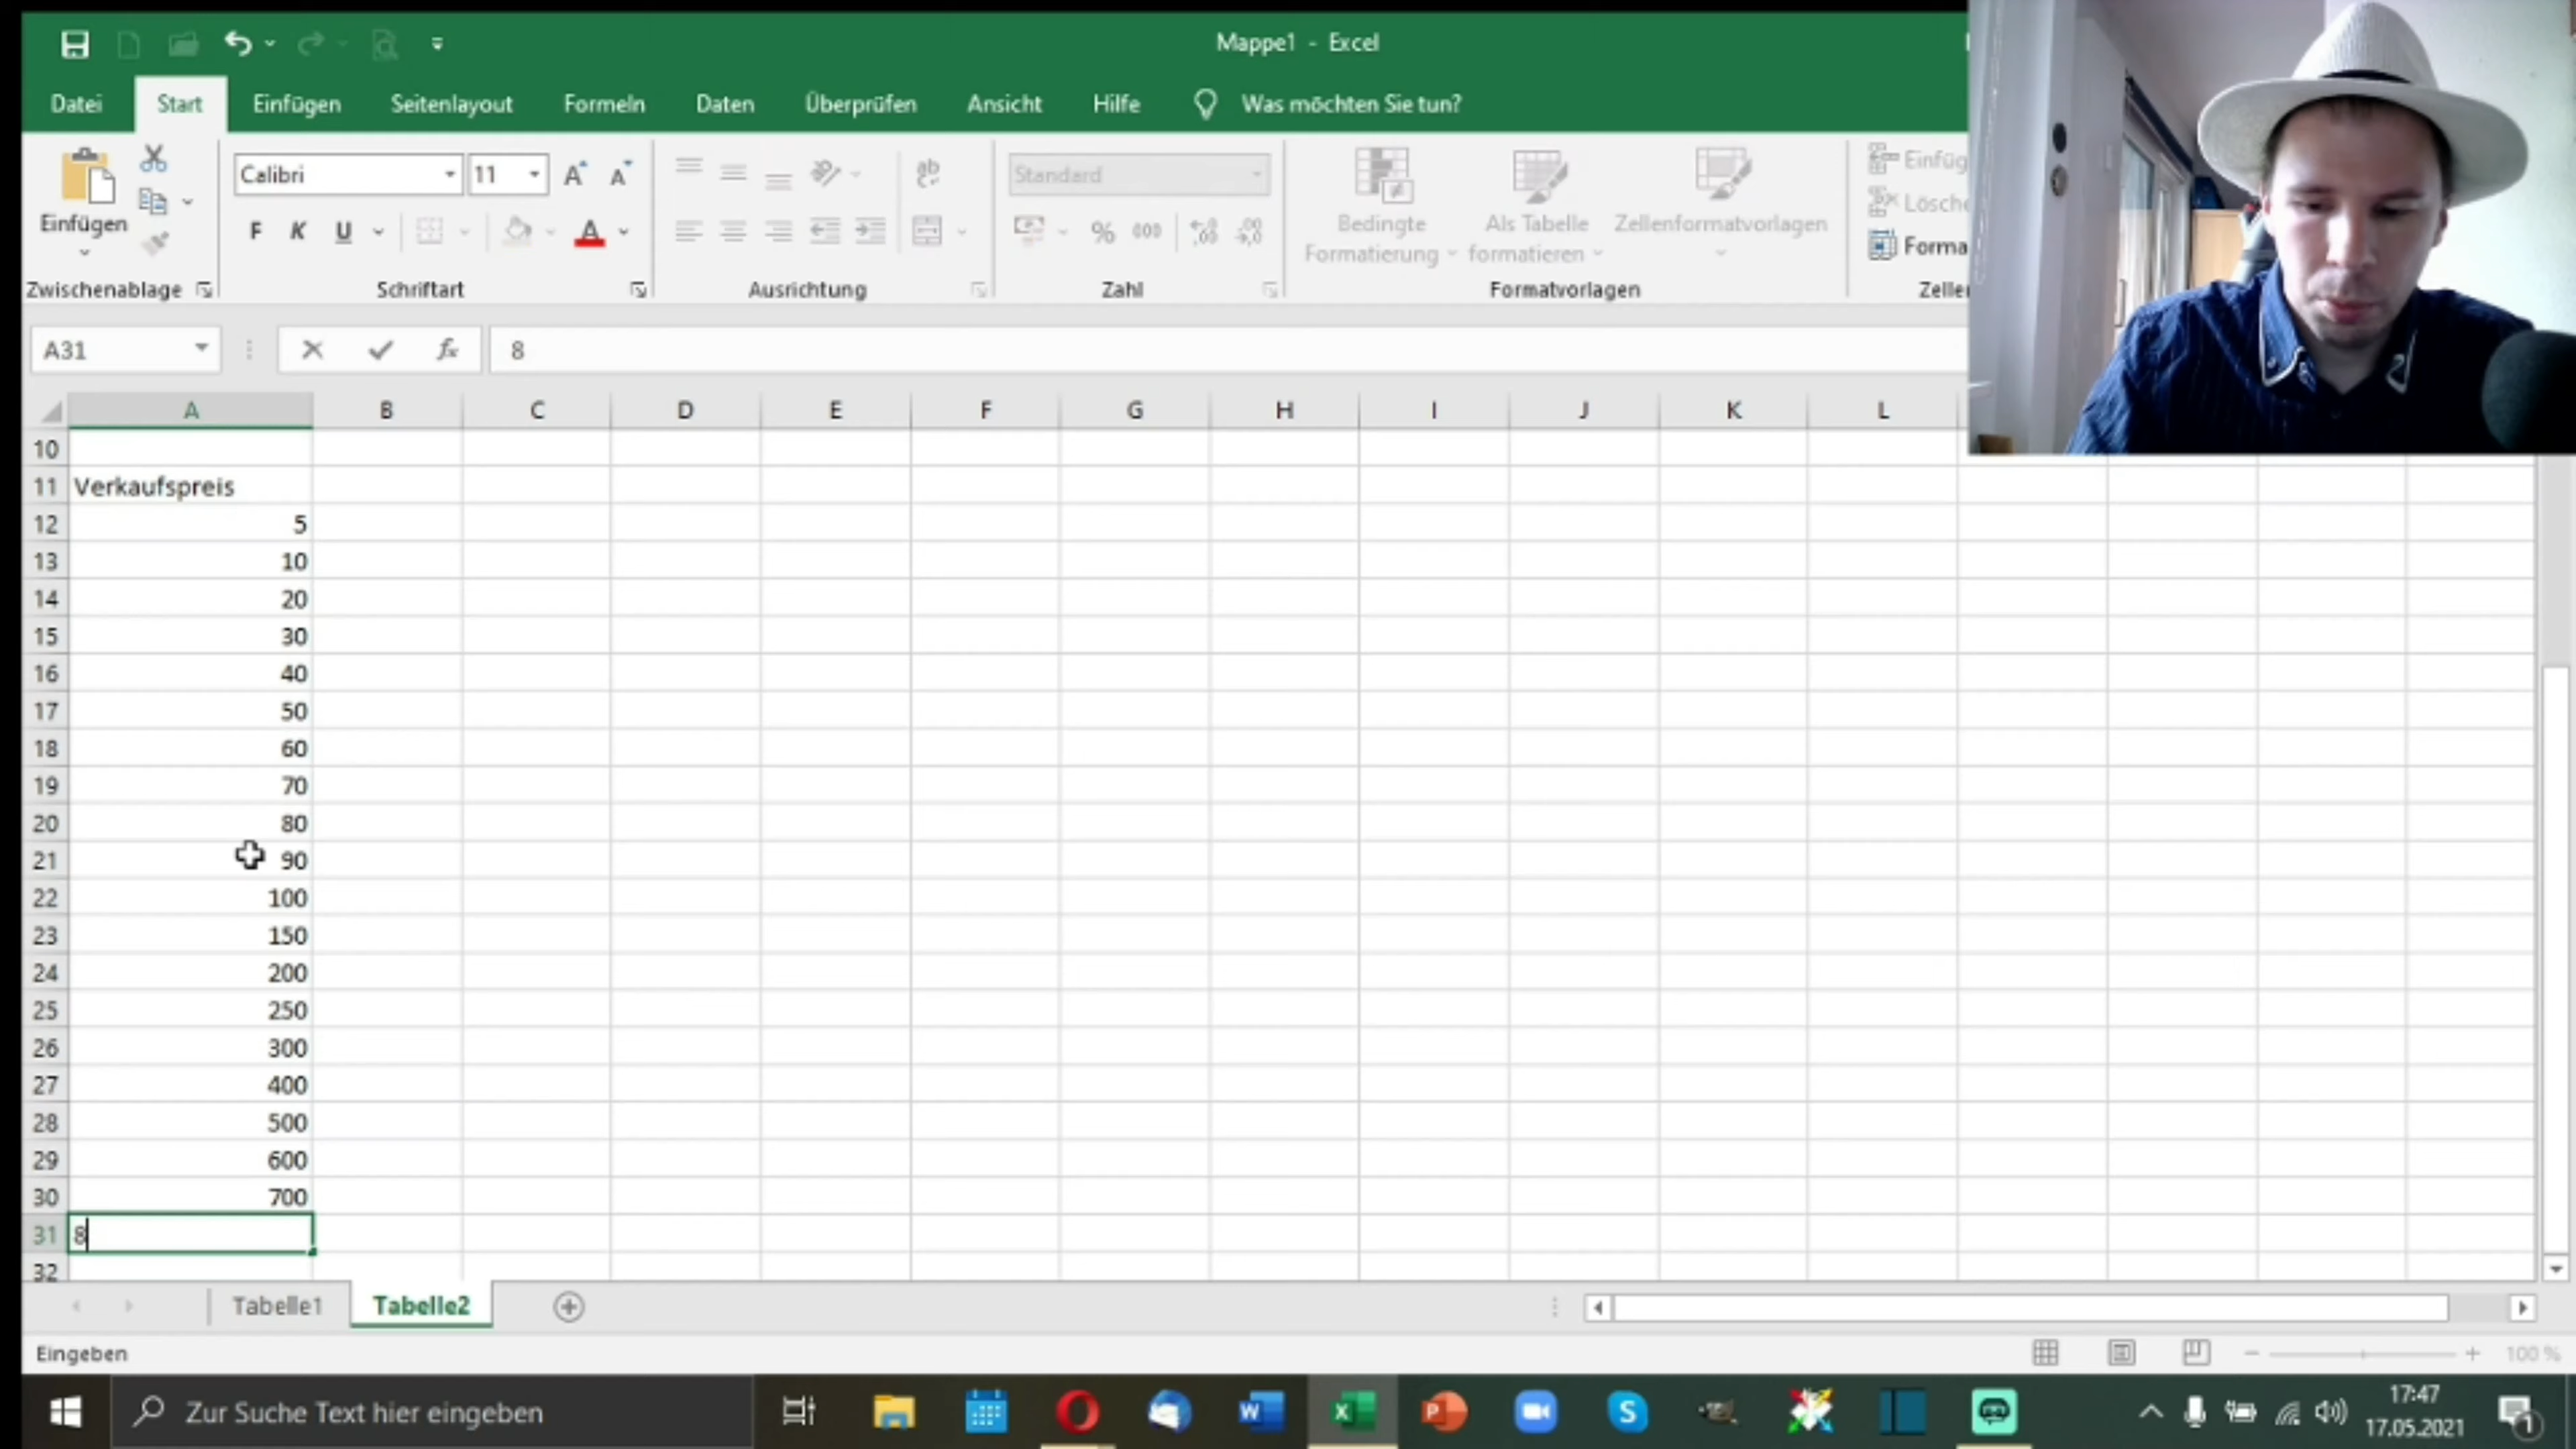 Mappe1 - Excel
Datei Start Einfügen Seitenlayout Formeln Daten Überprüfen Ansicht Hilfe Was möchten Sie tun?
Calibri 11 A A ab Standard
Einfügen
F K U A % 000
Bedingte Formatierung
Als Tabelle formatieren
Zellenformatvorlagen
Zwischenablage Schriftart Ausrichtung Zahl Formatvorlagen
A31 fx 8
A B C D E F G H I J K L
10
11 Verkaufspreis
12 5
13 10
14 20
15 30
16 40
17 50
18 60
19 70
20 80
21 90
22 100
23 150
24 200
25 250
26 300
27 400
28 500
29 600
30 700
31 8
32
Tabelle1 Tabelle2
Eingeben 100 %
Zur Suche Text hier eingeben
17:47
17.05.2021